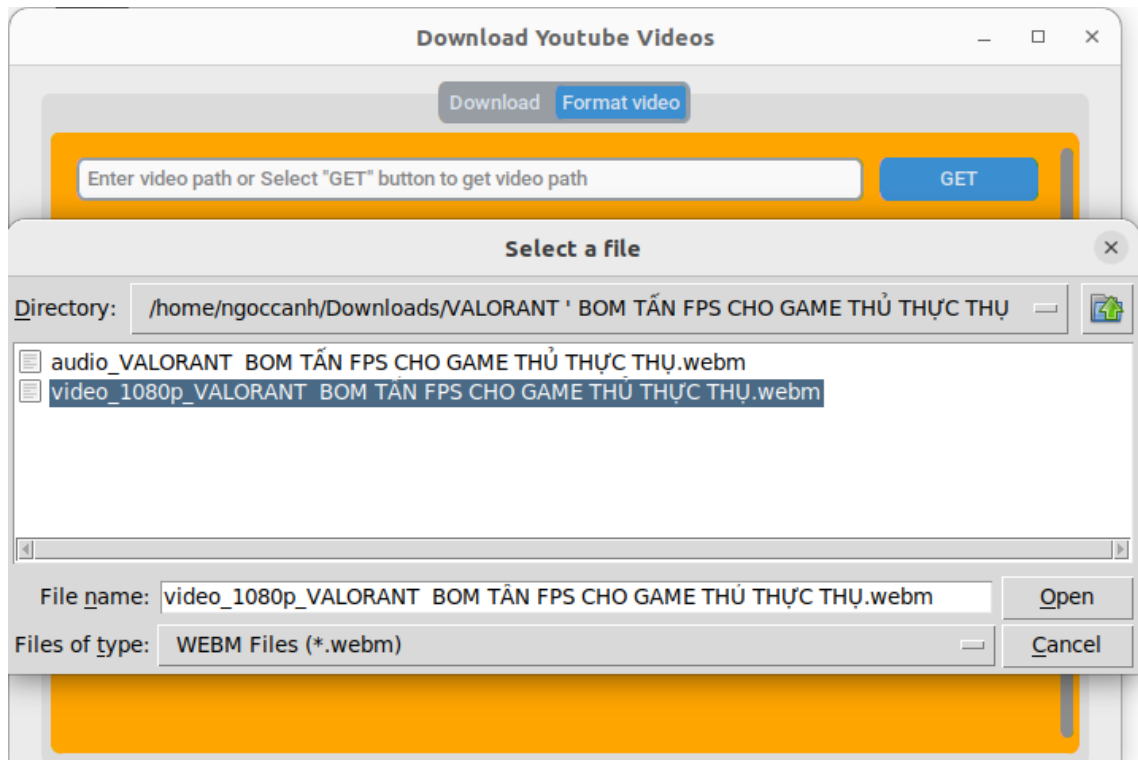 Download Youtube Videos
Download Format video
Enter video path or Select "GET" button to get video path GET
Select a file
Directory: /home/ngoccanh/Downloads/VALORANT ' BOM TẤN FPS CHO GAME THỦ THỰC THỤ
audio_VALORANT  BOM TẤN FPS CHO GAME THỦ THỰC THỤ.webm
video_1080p_VALORANT  BOM TẤN FPS CHO GAME THỦ THỰC THỤ.webm
File name: video_1080p_VALORANT  BOM TẤN FPS CHO GAME THỦ THỰC THỤ.webm Open
Files of type: WEBM Files (*.webm) Cancel